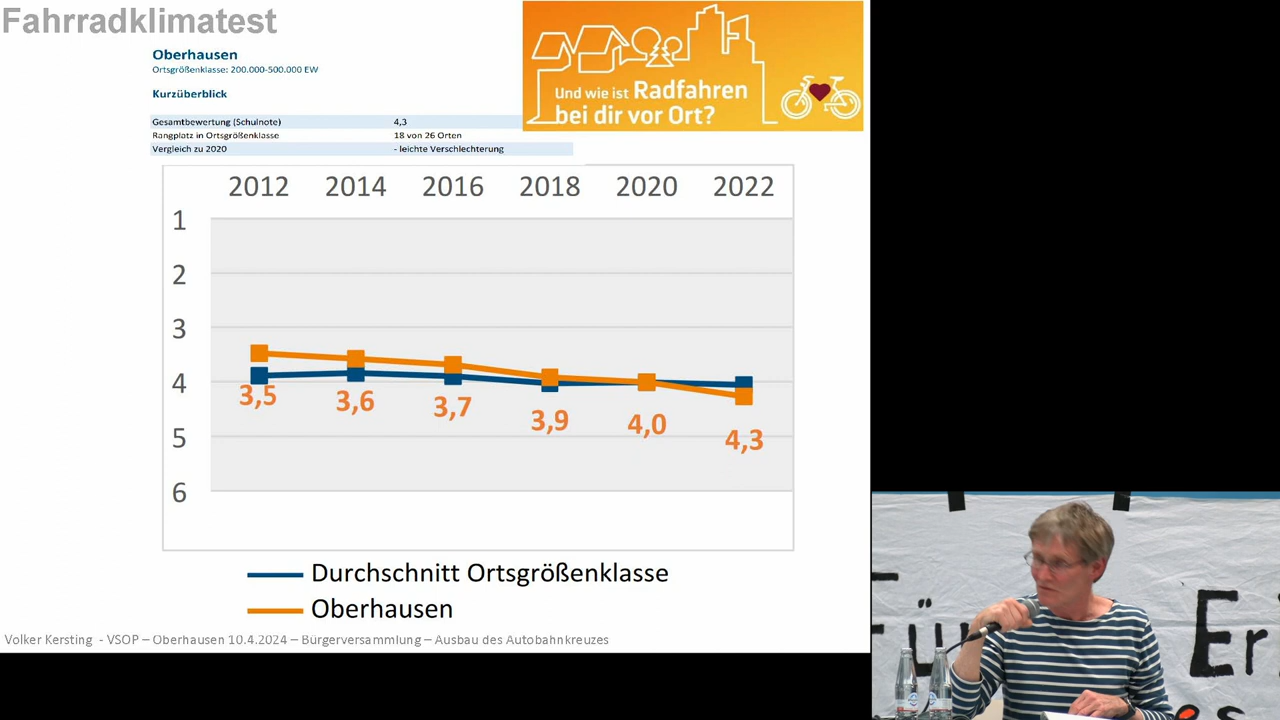 Fahrradklimatest
Oberhausen
Ortsgrößenklasse: 200.000-500.000 EW
Kurzüberblick
Gesamtbewertung (Schulnote) 4,3
Rangplatz in Ortsgrößenklasse 18 von 26 Orten
Vergleich zu 2020 - leichte Verschlechterung
Und wie ist Radfahren
bei dir vor Ort?
2012 2014 2016 2018 2020 2022
1
2
3
4
5
6
3,5 3,6 3,7 3,9 4,0 4,3
Durchschnitt Ortsgrößenklasse
Oberhausen
Volker Kersting - VSOP – Oberhausen 10.4.2024 – Bürgerversammlung – Ausbau des Autobahnkreuzes